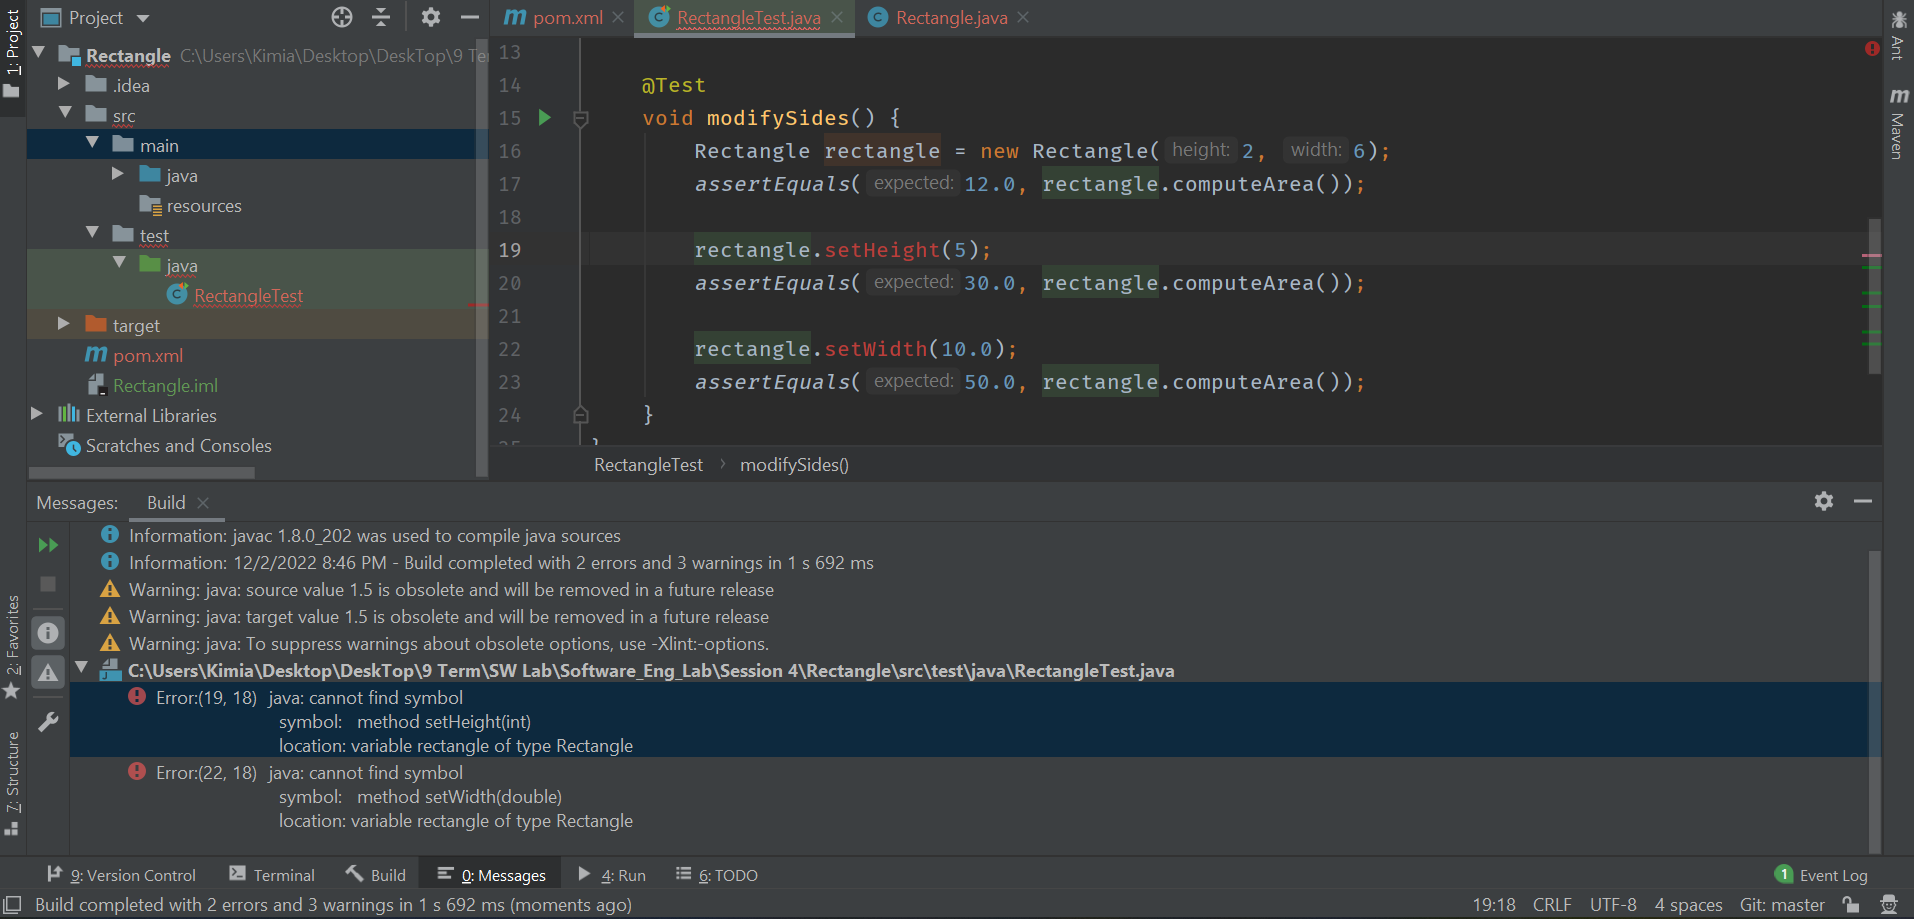 1: Project
Project
Rectangle C:\Users\Kimia\Desktop\DeskTop\9 Te
.idea
src
main
java
resources
test
java
RectangleTest
target
pom.xml
Rectangle.iml
External Libraries
Scratches and Consoles
pom.xml
RectangleTest.java
Rectangle.java
13
14 @Test
15 void modifySides() {
16 Rectangle rectangle = new Rectangle( height: 2, width: 6);
17 assertEquals( expected: 12.0, rectangle.computeArea());
18
19 rectangle.setHeight(5);
20 assertEquals( expected: 30.0, rectangle.computeArea());
21
22 rectangle.setWidth(10.0);
23 assertEquals( expected: 50.0, rectangle.computeArea());
24 }
RectangleTest › modifySides()
Ant
Maven
Messages: Build
Information: javac 1.8.0_202 was used to compile java sources
Information: 12/2/2022 8:46 PM - Build completed with 2 errors and 3 warnings in 1 s 692 ms
Warning: java: source value 1.5 is obsolete and will be removed in a future release
Warning: java: target value 1.5 is obsolete and will be removed in a future release
Warning: java: To suppress warnings about obsolete options, use -Xlint:-options.
C:\Users\Kimia\Desktop\DeskTop\9 Term\SW Lab\Software_Eng_Lab\Session 4\Rectangle\src\test\java\RectangleTest.java
Error:(19, 18) java: cannot find symbol
symbol: method setHeight(int)
location: variable rectangle of type Rectangle
Error:(22, 18) java: cannot find symbol
symbol: method setWidth(double)
location: variable rectangle of type Rectangle
2: Favorites
7: Structure
9: Version Control
Terminal
Build
0: Messages
4: Run
6: TODO
1 Event Log
Build completed with 2 errors and 3 warnings in 1 s 692 ms (moments ago)
19:18 CRLF UTF-8 4 spaces Git: master